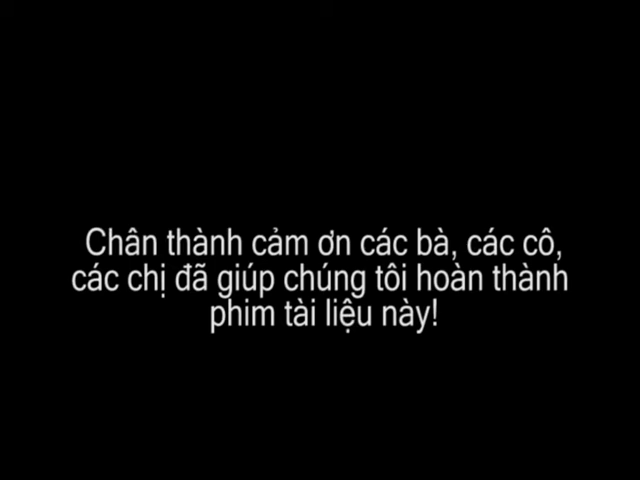 Chân thành cảm ơn các bà, các cô,
các chị đã giúp chúng tôi hoàn thành
phim tài liệu này!